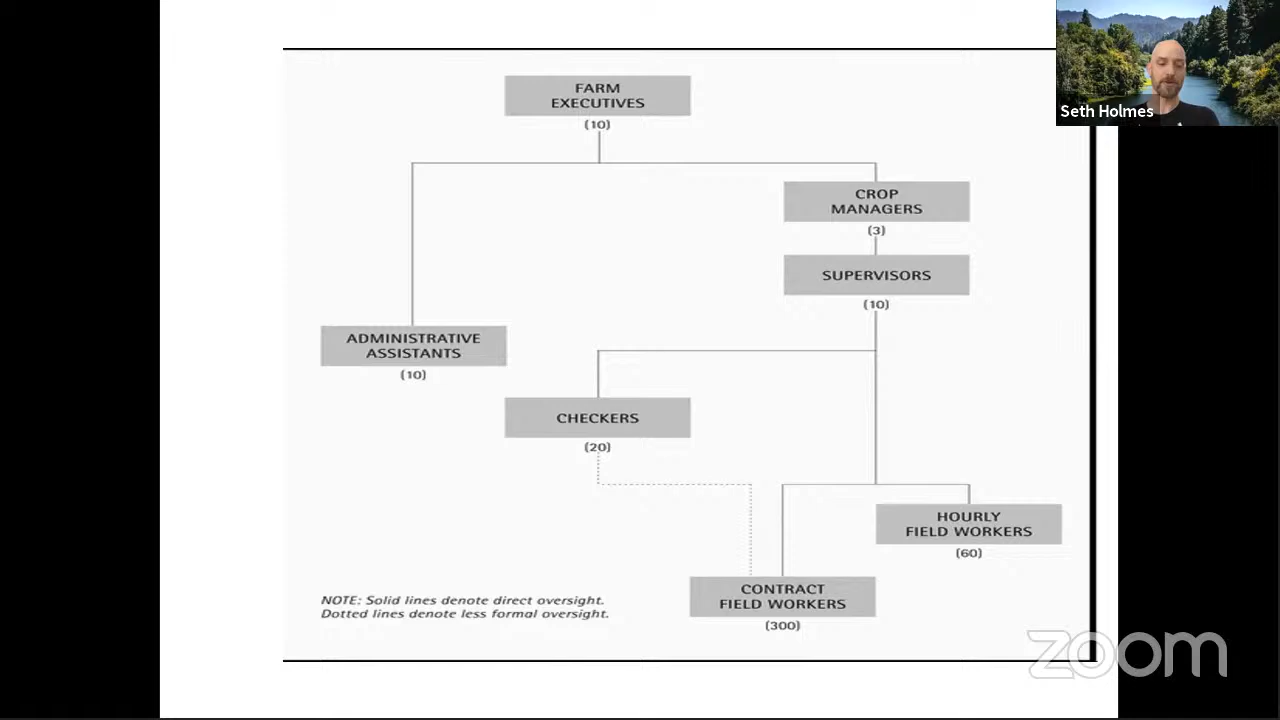 FARM
EXECUTIVES
(10)
Seth Holmes
CROP
MANAGERS
(3)
SUPERVISORS
(10)
ADMINISTRATIVE
ASSISTANTS
(10)
CHECKERS
(20)
HOURLY
FIELD WORKERS
(60)
CONTRACT
FIELD WORKERS
(300)
NOTE: Solid lines denote direct oversight.
Dotted lines denote less formal oversight.
zoom